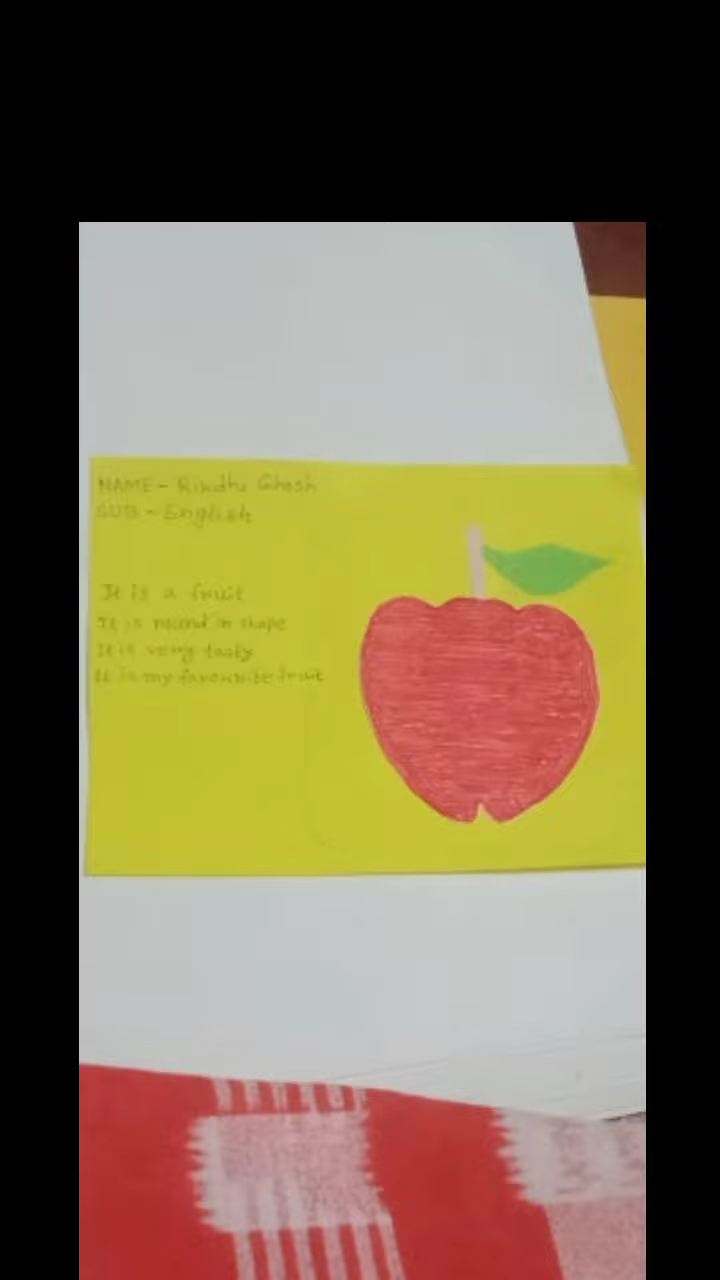 NAME - Riddhi Ghosh
SUB - English
It is a fruit
It is round in shape
It is very tasty
It is my favourite fruit